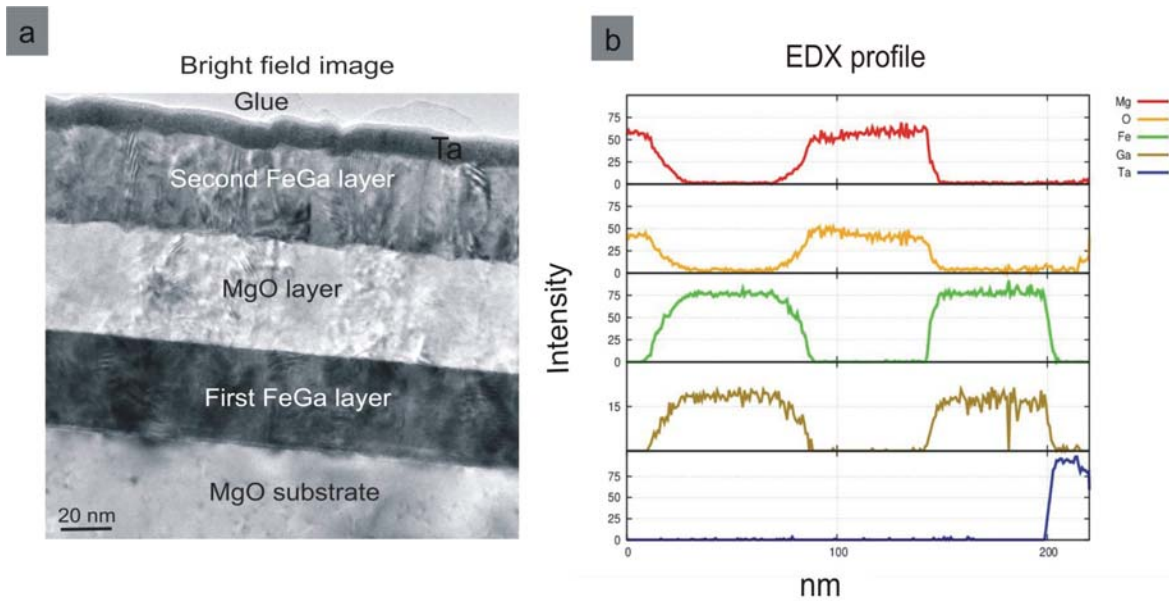 a
Bright field image
Glue
Ta
Second FeGa layer
MgO layer
First FeGa layer
MgO substrate
20 nm
b
EDX profile
Mg
O
Fe
Ga
Ta
Intensity
75
50
25
0
75
50
25
0
75
50
25
0
15
75
50
25
0
0 100 200
nm